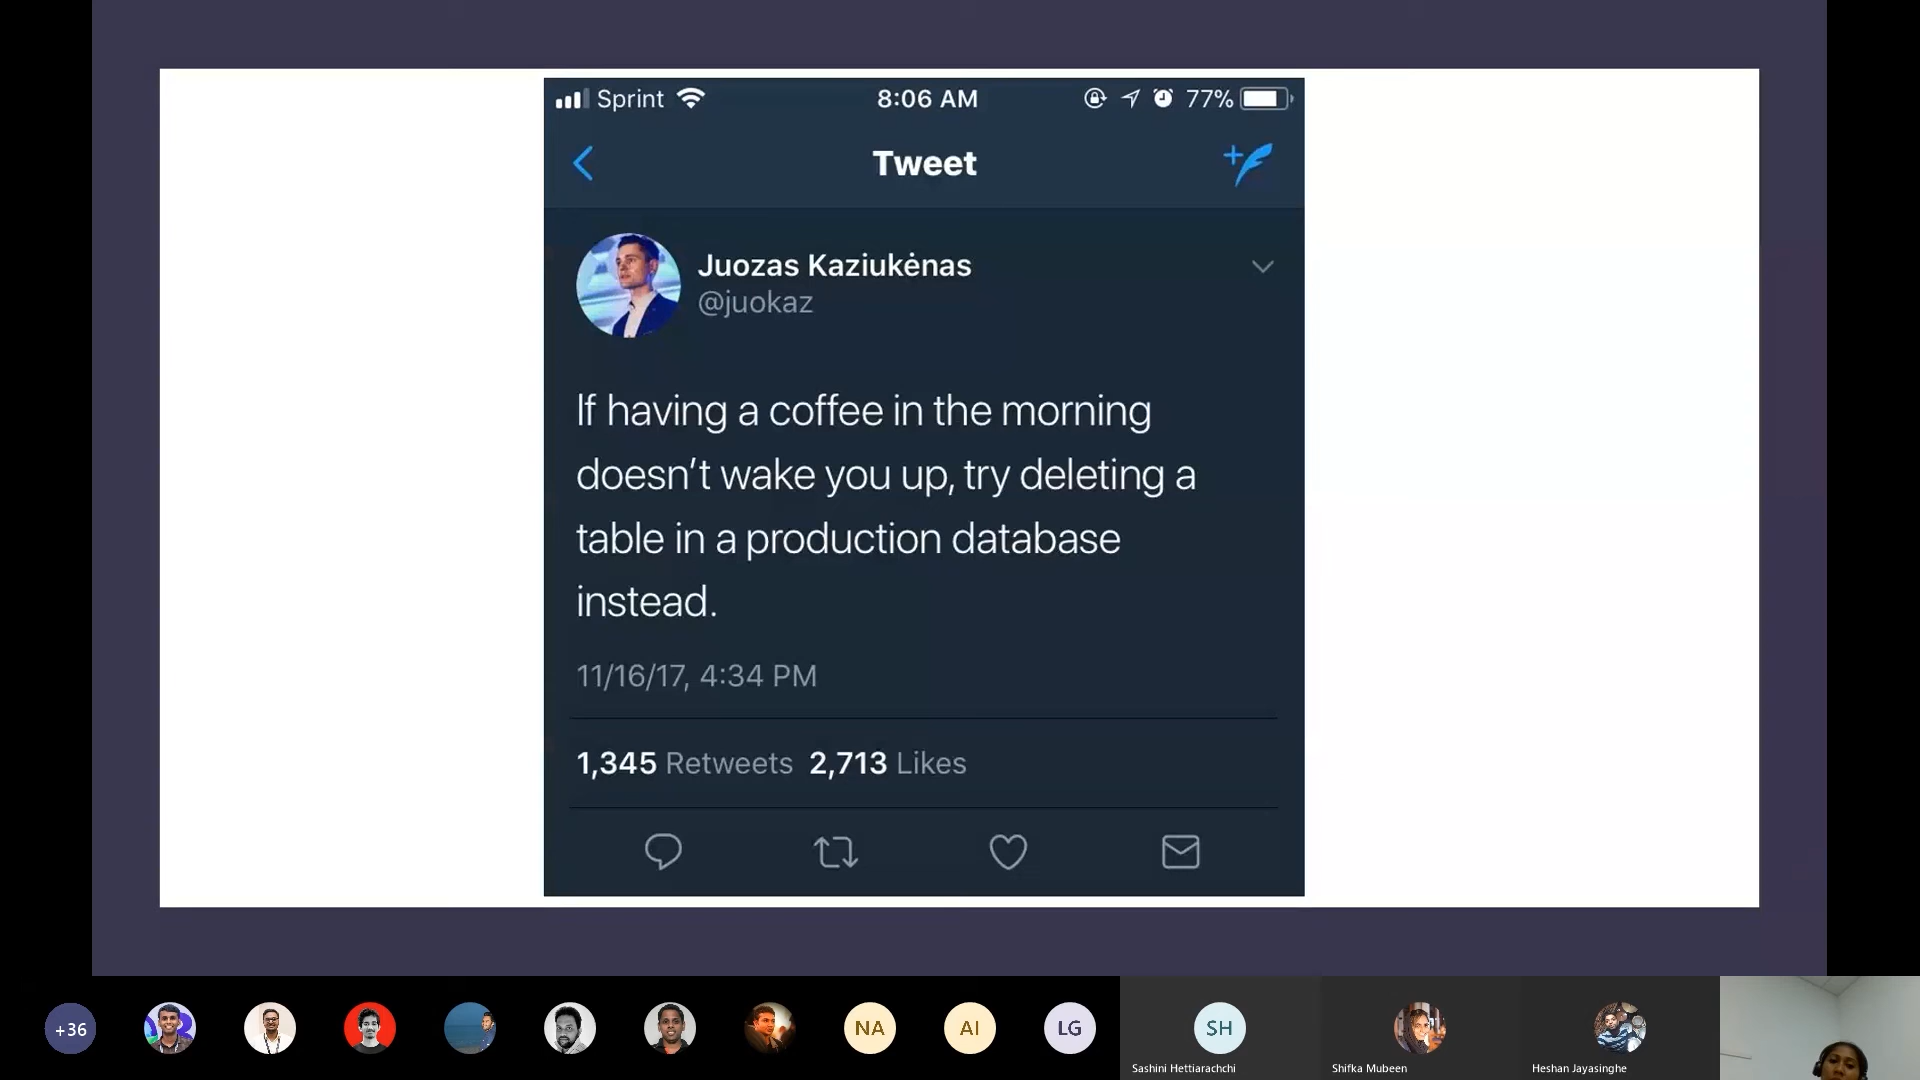 Sprint 8:06 AM 77%
Tweet
Juozas Kaziukėnas
@juokaz
If having a coffee in the morning
doesn't wake you up, try deleting a
table in a production database
instead.
11/16/17, 4:34 PM
1,345 Retweets 2,713 Likes
+36 NA AI LG SH
Sashini Hettiarachchi Shifka Mubeen Heshan Jayasinghe